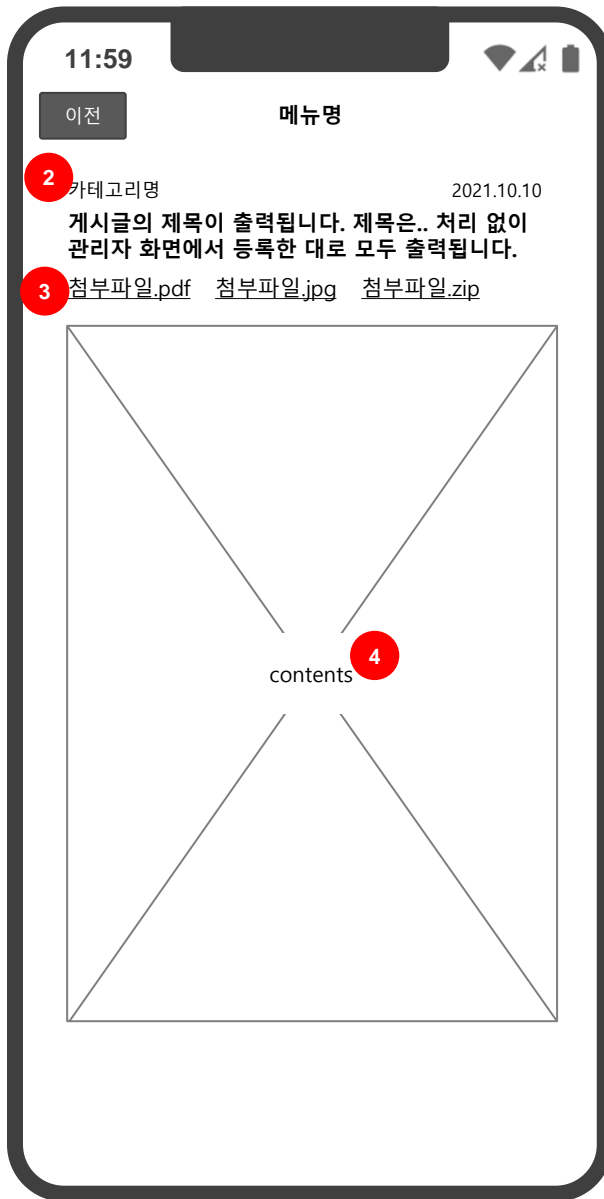 11:59
이전
메뉴명
2
카테고리명
2021.10.10
게시글의 제목이 출력됩니다. 제목은.. 처리 없이
관리자 화면에서 등록한 대로 모두 출력됩니다.
3
첨부파일.pdf 첨부파일.jpg 첨부파일.zip
4
contents